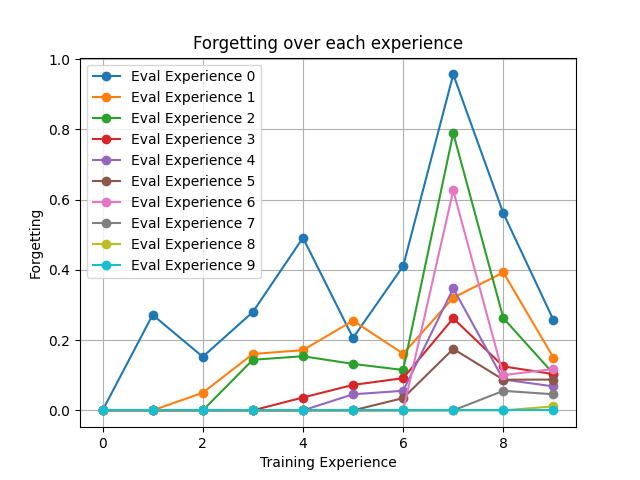 Forgetting over each experience
1.0
0.8
0.6
0.4
0.2
0.0
Forgetting
Eval Experience 0
Eval Experience 1
Eval Experience 2
Eval Experience 3
Eval Experience 4
Eval Experience 5
Eval Experience 6
Eval Experience 7
Eval Experience 8
Eval Experience 9
0 2 4 6 8
Training Experience